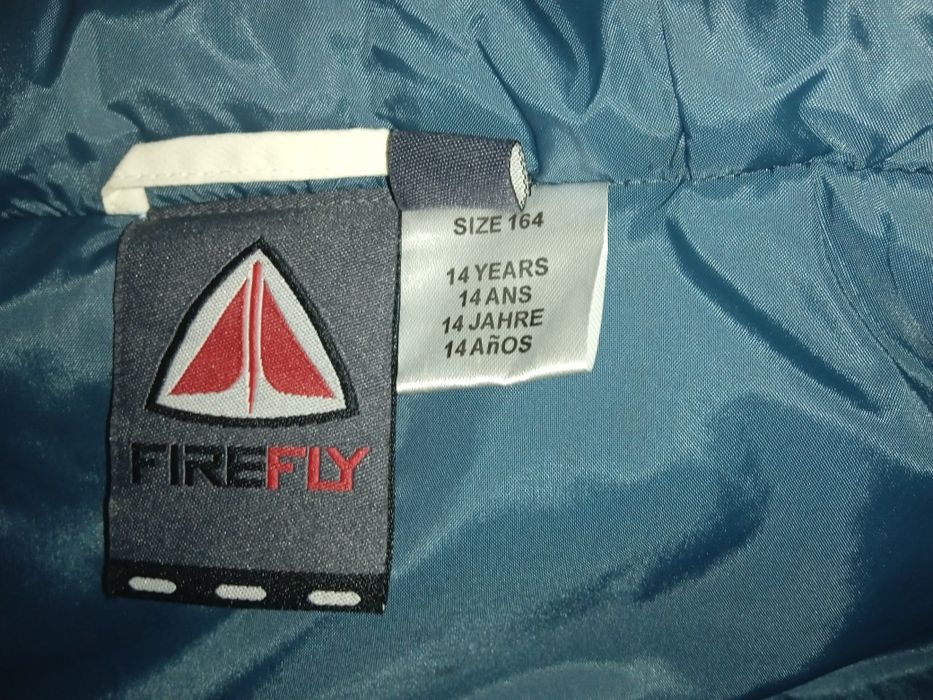 SIZE 164
14 YEARS
14 ANS
14 JAHRE
14 AñOS
FIREFLY